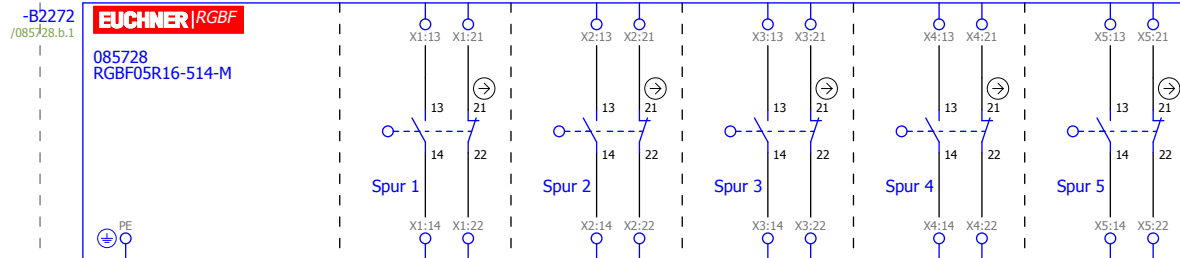 -B2272
/085728.b.1
EUCHNER RGBF
085728
RGBF05R16-514-M
PE
X1:13 X1:21
13 21
14 22
Spur 1
X1:14 X1:22
X2:13 X2:21
13 21
14 22
Spur 2
X2:14 X2:22
X3:13 X3:21
13 21
14 22
Spur 3
X3:14 X3:22
X4:13 X4:21
13 21
14 22
Spur 4
X4:14 X4:22
X5:13 X5:21
13 21
14 22
Spur 5
X5:14 X5:22